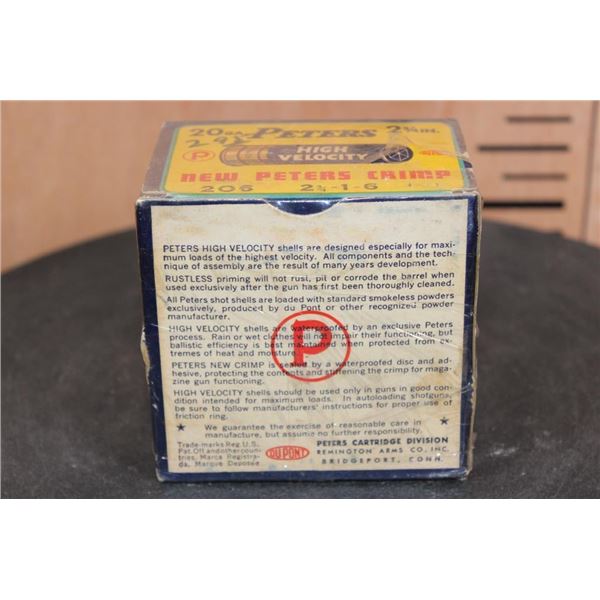 20 GA. PETERS 2¾ IN.
2 95
P HIGH
VELOCITY
NEW PETERS CRIMP
206 2¾-1-6
PETERS HIGH VELOCITY shells are designed especially for maxi-
mum loads of the highest velocity. All components and the tech-
nique of assembly are the result of many years development.
RUSTLESS priming will not rust, pit or corrode the barrel when
used exclusively after the gun has first been thoroughly cleaned.
All Peters shot shells are loaded with standard smokeless powders
exclusively, produced by du Pont or other recognized powder
manufacturer.
HIGH VELOCITY shells are waterproofed by an exclusive Peters
process. Rain or wet clothes will not impair their functioning, but
ballistic efficiency is best maintained when protected from ex-
tremes of heat and moisture.
P
PETERS NEW CRIMP is sealed by a waterproofed disc and ad-
hesive, protecting the contents and stiffening the crimp for maga-
zine gun functioning.
HIGH VELOCITY shells should be used only in guns in good con-
dition intended for maximum loads. In autoloading shotguns,
be sure to follow manufacturers' instructions for proper use of
friction ring.
★ We guarantee the exercise of reasonable care in ★
manufacture, but assume no further responsibility.
Trade-marks Reg. U.S.
Pat. Off. and other coun-
tries, Marca Registra-
da, Marque Deposée
DU PONT
PETERS CARTRIDGE DIVISION
REMINGTON ARMS CO., INC.
BRIDGEPORT, CONN.